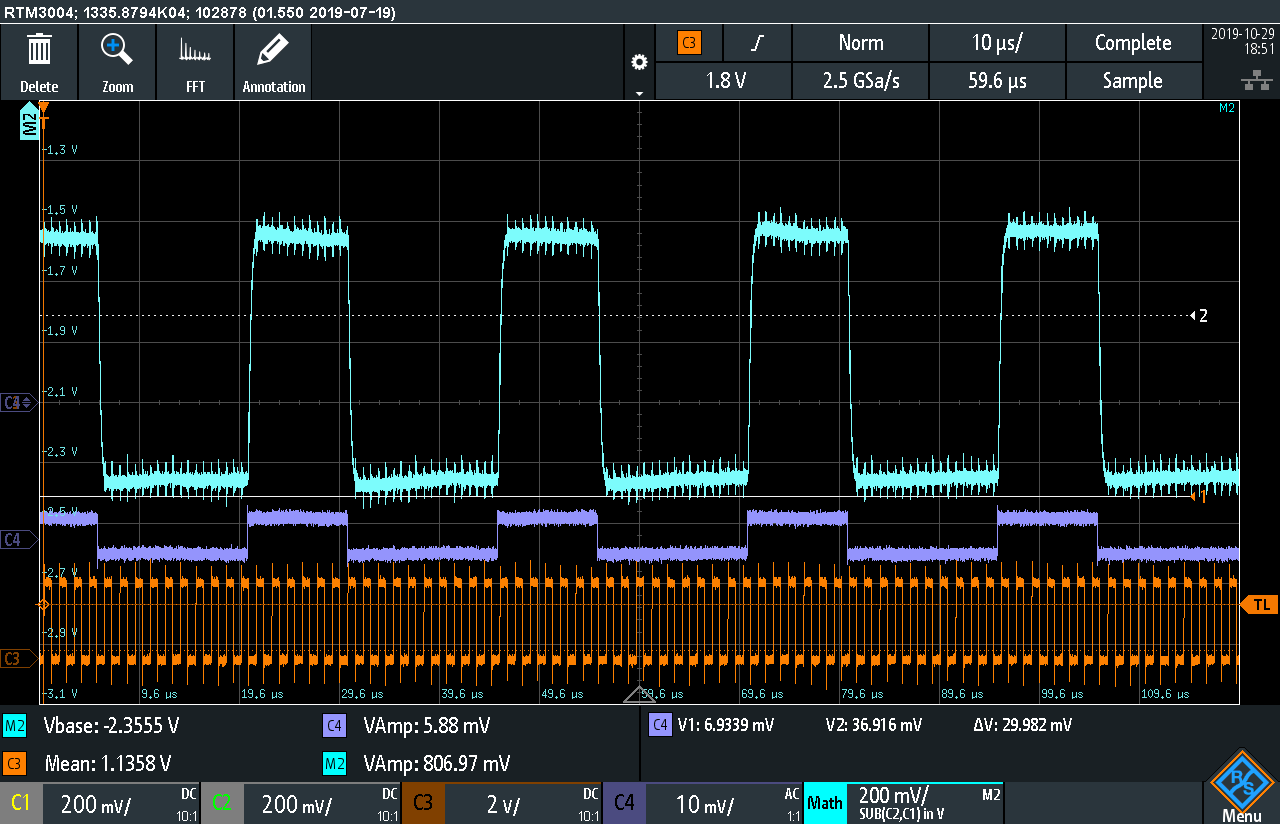 RTM3004; 1335.8794K04; 102878 (01.550 2019-07-19)
Delete
Zoom
FFT
Annotation
C3
Norm
10 µs/
Complete
2019-10-29
18:51
1.8 V
2.5 GSa/s
59.6 µs
Sample
M2
T
M2
-1.3 V
-1.5 V
-1.7 V
-1.9 V
2
-2.1 V
-2.3 V
1
-2.5 V
C4
-2.7 V
TL
-2.9 V
C3
-3.1 V
9.6 µs
19.6 µs
29.6 µs
39.6 µs
49.6 µs
59.6 µs
69.6 µs
79.6 µs
89.6 µs
99.6 µs
109.6 µs
M2 Vbase: -2.3555 V
C4 VAmp: 5.88 mV
C4 V1: 6.9339 mV V2: 36.916 mV ΔV: 29.982 mV
C3 Mean: 1.1358 V
M2 VAmp: 806.97 mV
C1 200 mV/ DC 10:1
C2 200 mV/ DC 10:1
C3 2 V/ DC 10:1
C4 10 mV/ AC 1:1
Math 200 mV/ M2
SUB(C2,C1) in V
R S
Menu